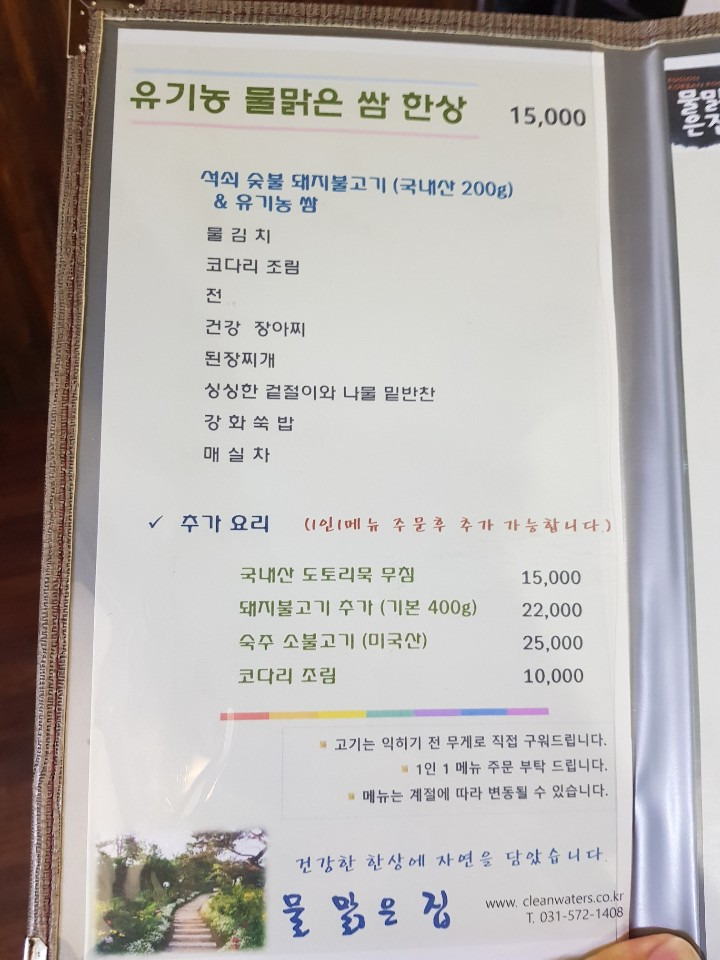 유기농 물맑은 쌈 한상 15,000
석쇠 숯불 돼지불고기 (국내산 200g)
& 유기농 쌈
물 김 치
코다리 조림
전
건강 장아찌
된장찌개
싱싱한 겉절이와 나물 밑반찬
강 화 쑥 밥
매 실 차
✓ 추가 요리 (1인1메뉴 주문후 추가 가능합니다.)
국내산 도토리묵 무침 15,000
돼지불고기 추가 (기본 400g) 22,000
숙주 소불고기 (미국산) 25,000
코다리 조림 10,000
고기는 익히기 전 무게로 직접 구워드립니다.
1인 1 메뉴 주문 부탁 드립니다.
메뉴는 계절에 따라 변동될 수 있습니다.
건강한 한상에 자연을 담았습니다.
물 맑은 집
www. cleanwaters.co.kr
T. 031-572-1408